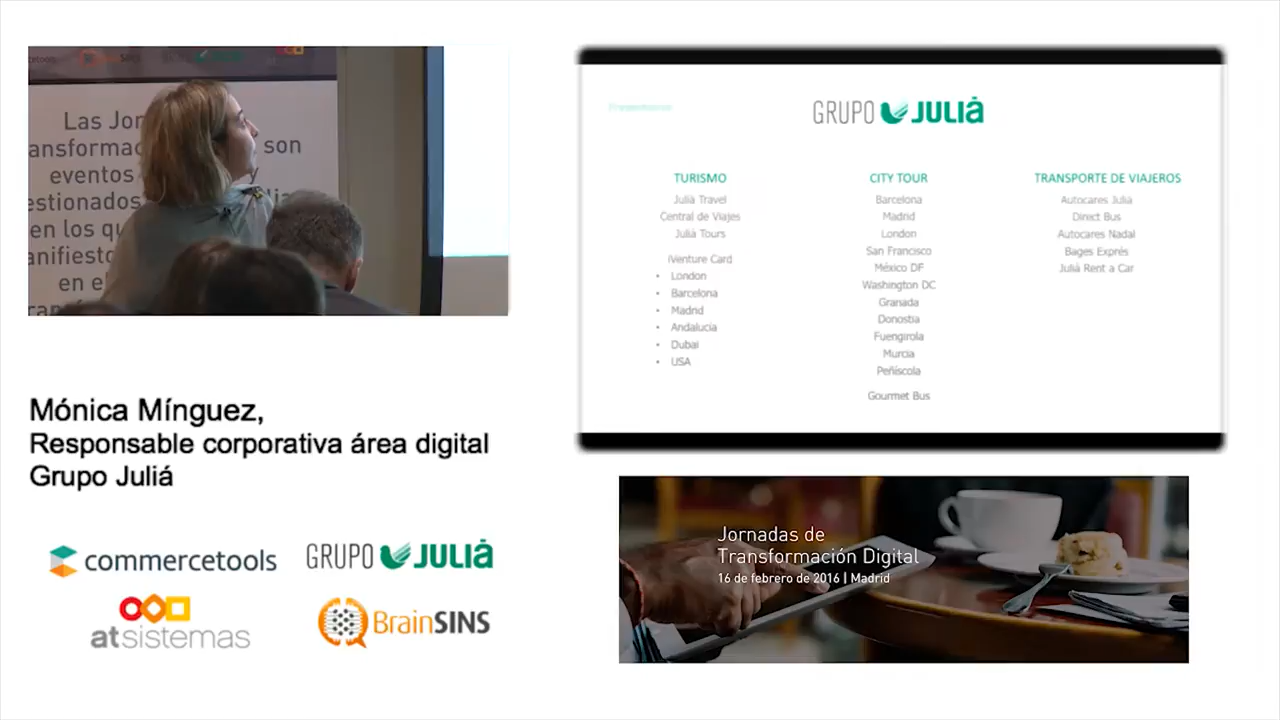 cetools
Las Jor
ansformac son
eventos y
estionados
en los qu
anifiesto
en el
Mónica Mínguez,
Responsable corporativa área digital
Grupo Juliá
commercetools
GRUPO JULIÀ
atsistemas
BrainSINS
Presentamos
GRUPO JULIÀ
TURISMO
Julià Travel
Central de Viajes
Julià Tours
iVenture Card
• London
• Barcelona
• Madrid
• Andalucía
• Dubai
• USA
CITY TOUR
Barcelona
Madrid
London
San Francisco
México DF
Washington DC
Granada
Donostia
Fuengirola
Murcia
Peñíscola
Gourmet Bus
TRANSPORTE DE VIAJEROS
Autocares Julià
Direct Bus
Autocares Nadal
Bages Exprés
Julià Rent a Car
Jornadas de
Transformación Digital
16 de febrero de 2016 | Madrid